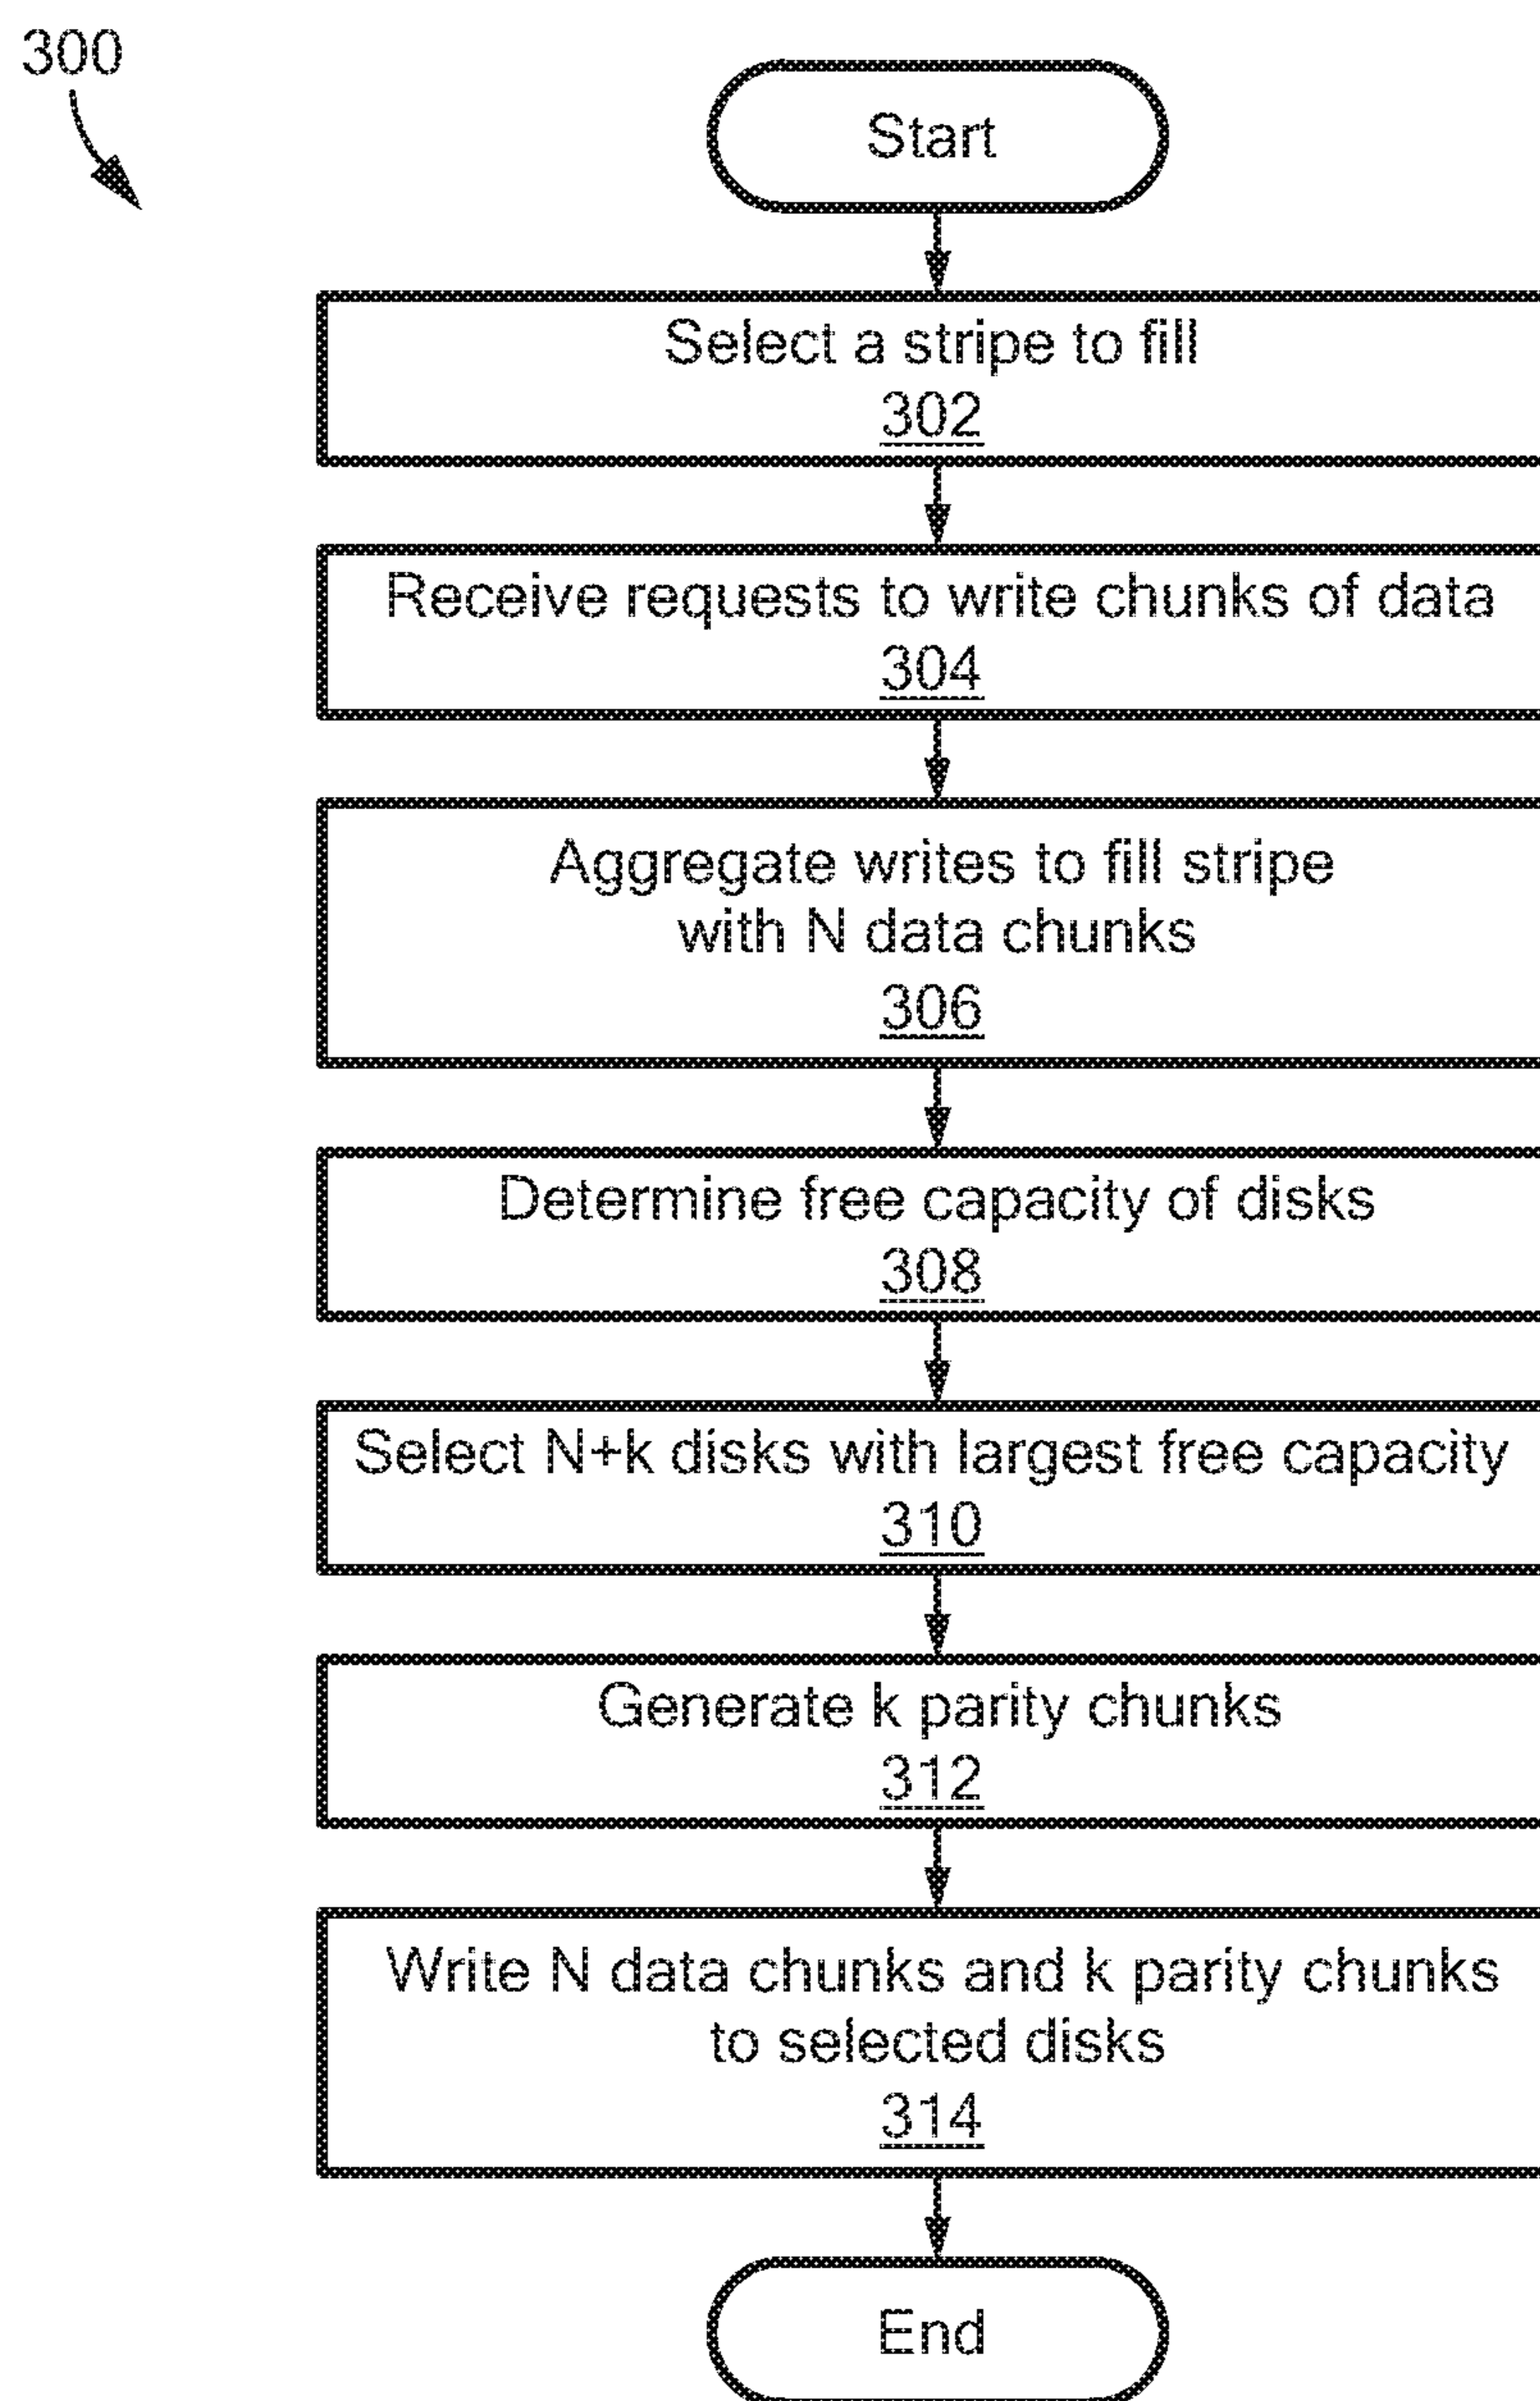 300
Start
Select a stripe to fill
302
Receive requests to write chunks of data
304
Aggregate writes to fill stripe
with N data chunks
306
Determine free capacity of disks
308
Select N+k disks with largest free capacity
310
Generate k parity chunks
312
Write N data chunks and k parity chunks
to selected disks
314
End